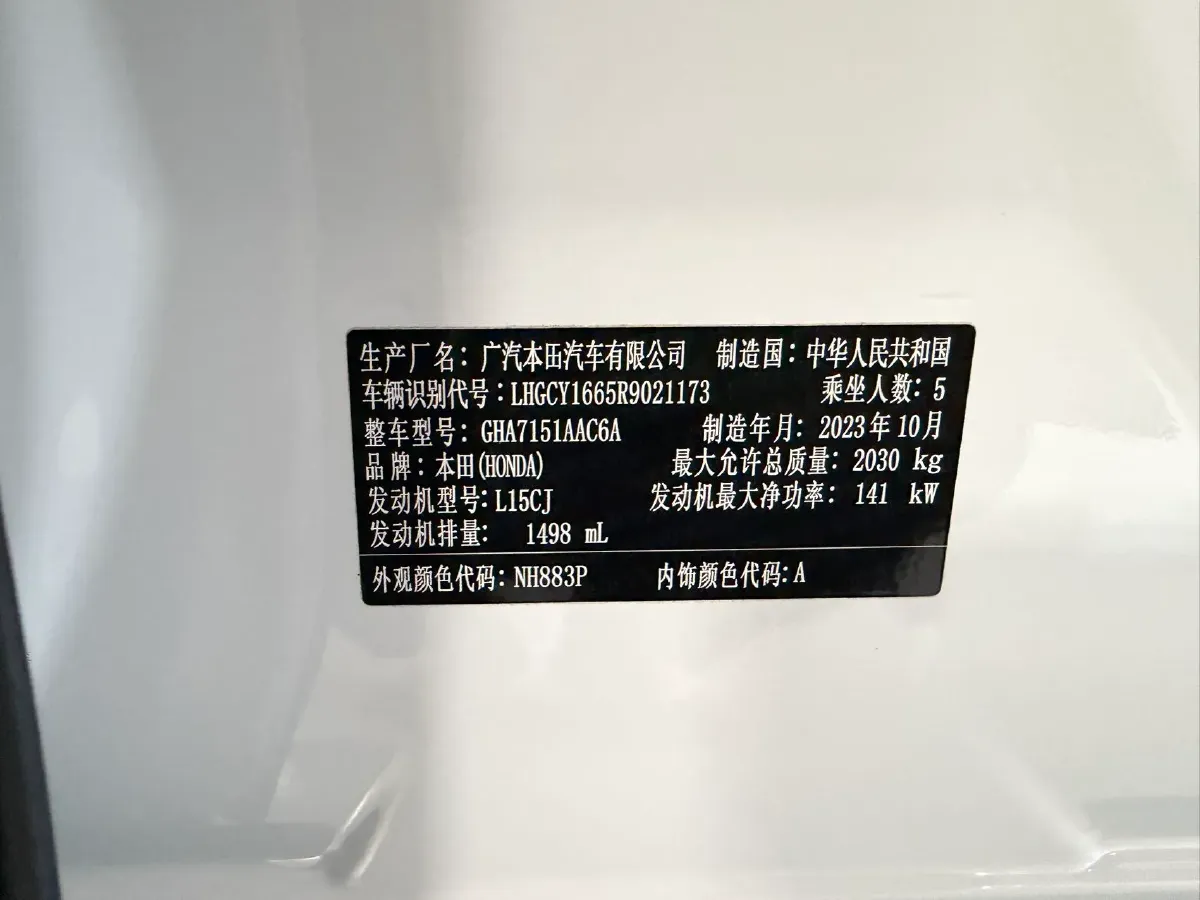 生产厂名：广汽本田汽车有限公司 制造国：中华人民共和国
车辆识别代号：LHGCY1665R9021173 乘坐人数：5
整车型号：GHA7151AAC6A 制造年月：2023年10月
品牌：本田(HONDA) 最大允许总质量：2030 kg
发动机型号：L15CJ 发动机最大净功率：141 kW
发动机排量： 1498 mL
外观颜色代码：NH883P 内饰颜色代码：A